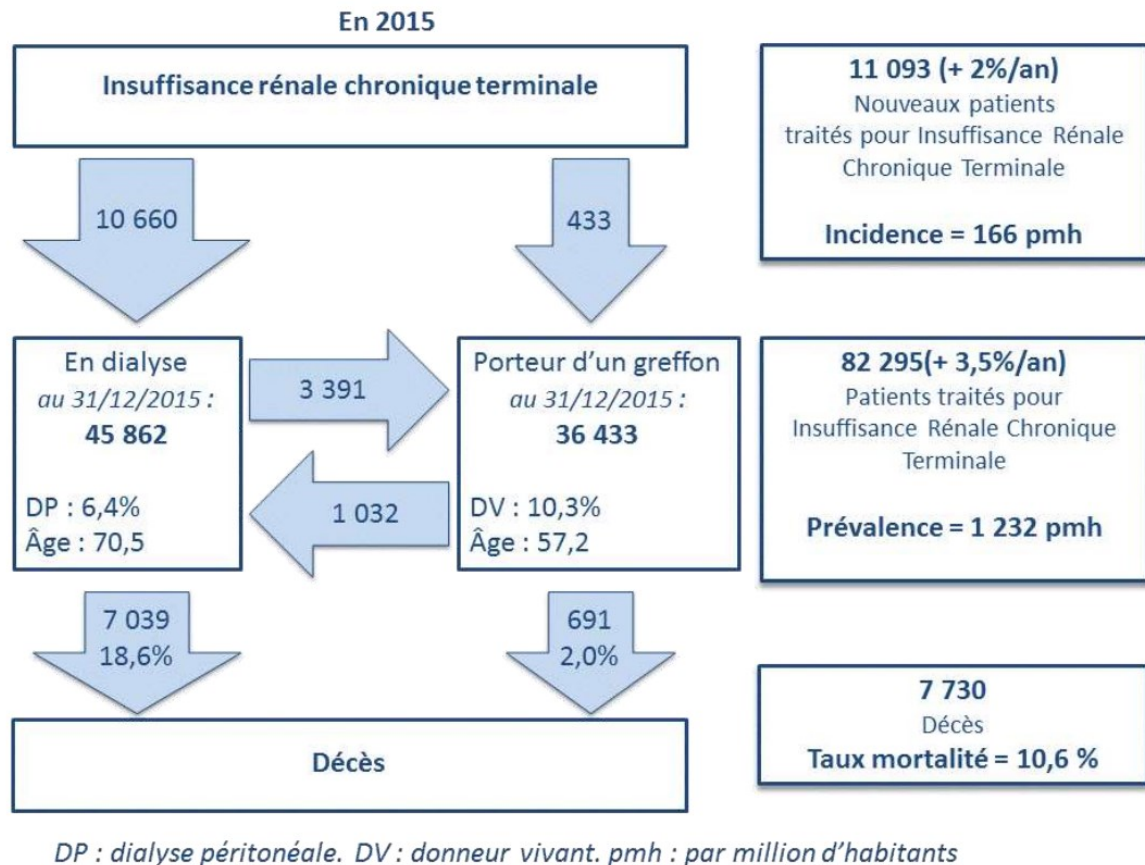 En 2015
Insuffisance rénale chronique terminale
11 093 (+ 2%/an)
Nouveaux patients
traités pour Insuffisance Rénale
Chronique Terminale
Incidence = 166 pmh
10 660
433
En dialyse
au 31/12/2015 :
45 862
DP : 6,4%
Âge : 70,5
3 391
1 032
Porteur d'un greffon
au 31/12/2015 :
36 433
DV : 10,3%
Âge : 57,2
82 295(+ 3,5%/an)
Patients traités pour
Insuffisance Rénale Chronique
Terminale
Prévalence = 1 232 pmh
7 039
18,6%
691
2,0%
Décès
7 730
Décès
Taux mortalité = 10,6 %
DP : dialyse péritonéale. DV : donneur vivant. pmh : par million d'habitants